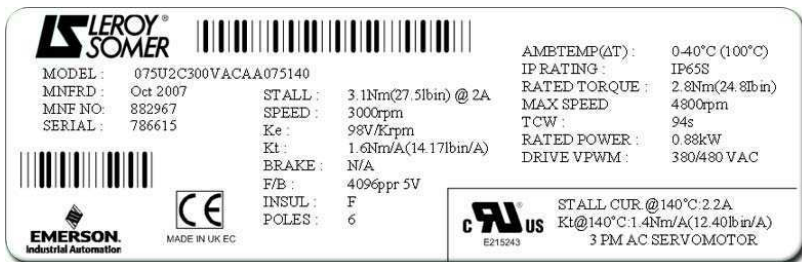 LEROY®
SOMER
MODEL : 075U2C300VACAA075140
MNFRD : Oct 2007
MNF NO: 882967
SERIAL : 786615
STALL : 3.1Nm(27.5lbin) @ 2A
SPEED : 3000rpm
Ke : 98V/Krpm
Kt : 1.6Nm/A(14.17lbin/A)
BRAKE : N/A
F/B : 4096ppr 5V
INSUL : F
POLES : 6
AMBTEMP(ΔT) : 0-40°C (100°C)
IP RATING : IP65S
RATED TORQUE : 2.8Nm(24.8lbin)
MAX SPEED 4800rpm
TCW : 94s
RATED POWER : 0.88kW
DRIVE VPWM : 380/480 VAC
EMERSON.
Industrial Automation
CE
MADE IN UK EC
c RU US
E215243
STALL CUR.@140°C:2.2A
Kt@140°C:1.4Nm/A(12.40lbin/A)
3 PM AC SERVOMOTOR